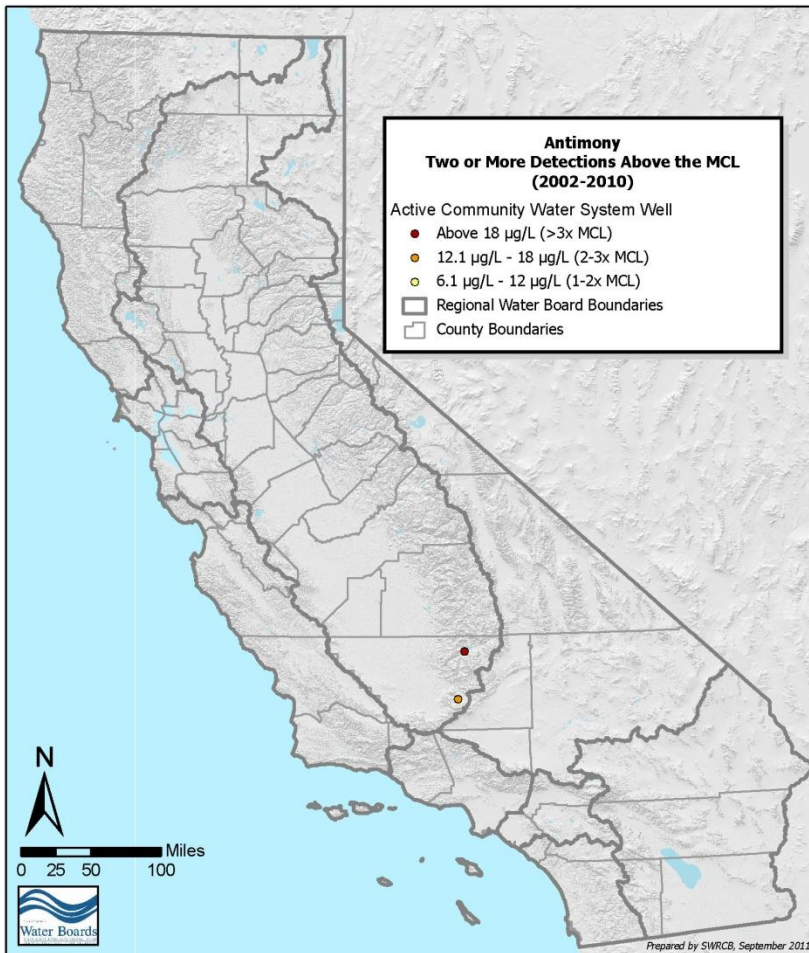 Antimony
Two or More Detections Above the MCL
(2002-2010)
Active Community Water System Well
Above 18 µg/L (>3x MCL)
12.1 µg/L - 18 µg/L (2-3x MCL)
6.1 µg/L - 12 µg/L (1-2x MCL)
Regional Water Board Boundaries
County Boundaries
N
Miles
0 25 50 100
Water Boards
Prepared by SWRCB, September 2011